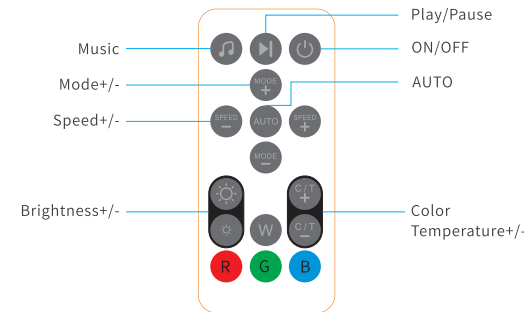 Play/Pause
Music
ON/OFF
MODE
+
Mode+/-
AUTO
Speed+/-
SPEED
−
AUTO
SPEED
+
MODE
−
C/T
+
Brightness+/-
W
C/T
−
Color
Temperature+/-
R G B